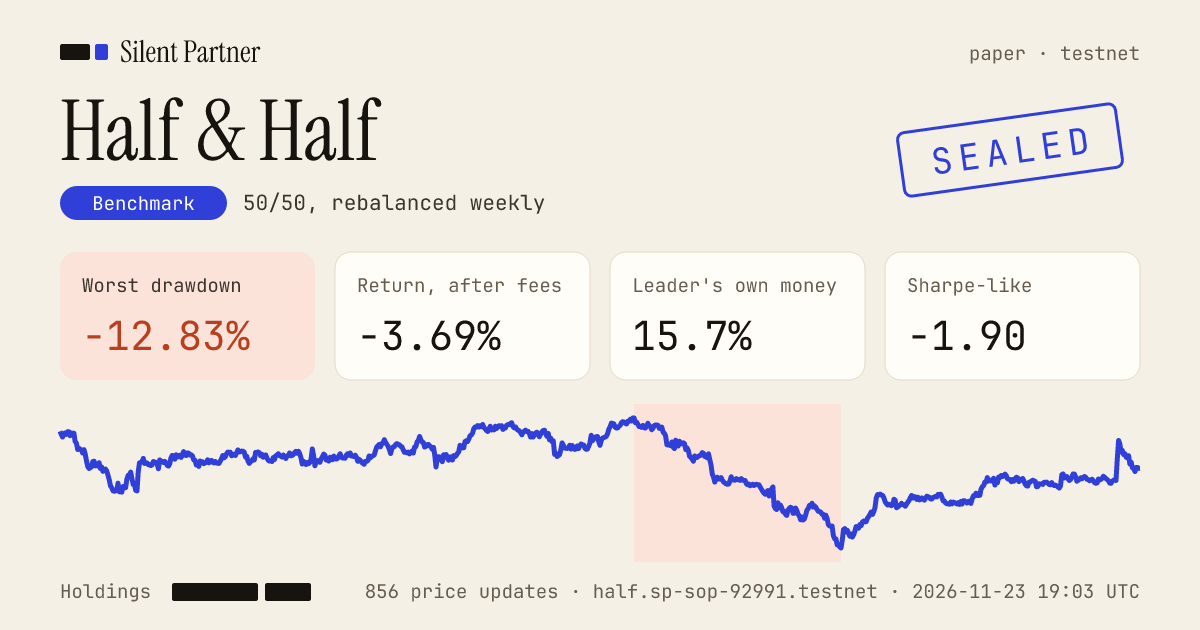 Silent Partner
paper · testnet
Half & Half
SEALED
Benchmark
50/50, rebalanced weekly
Worst drawdown
-12.83%
Return, after fees
-3.69%
Leader's own money
15.7%
Sharpe-like
-1.90
Holdings
856 price updates · half.sp-sop-92991.testnet · 2026-11-23 19:03 UTC